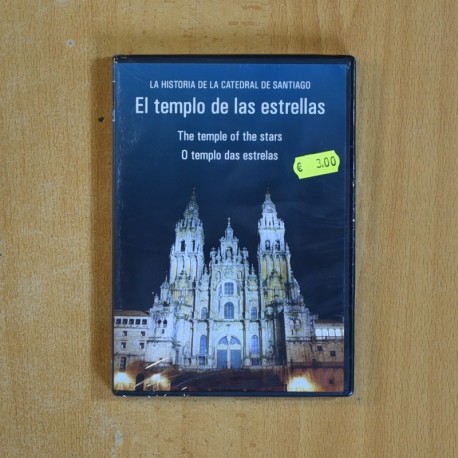 LA HISTORIA DE LA CATEDRAL DE SANTIAGO
El templo de las estrellas
The temple of the stars
O templo das estrelas
€ 3.00